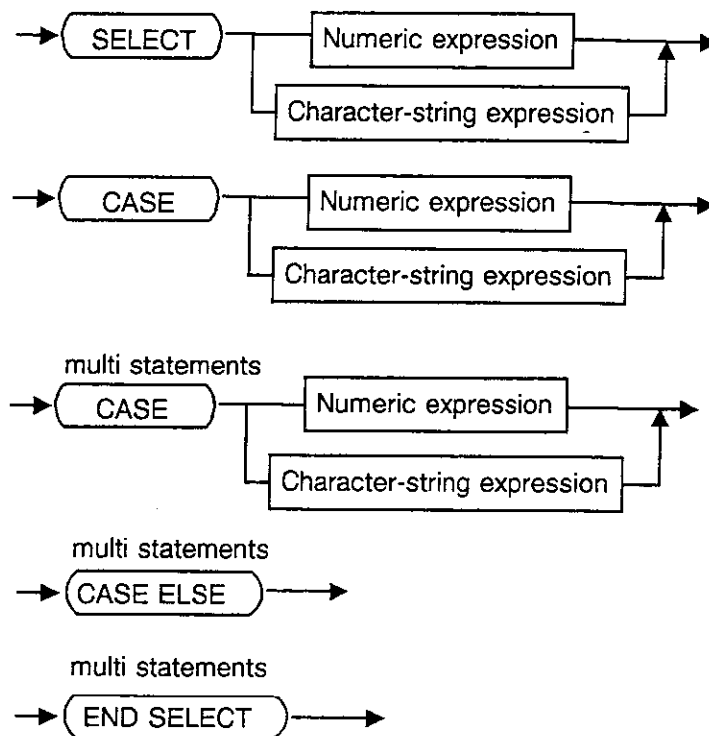 SELECT
Numeric expression
Character-string expression
CASE
Numeric expression
Character-string expression
multi statements
CASE
Numeric expression
Character-string expression
multi statements
CASE ELSE
multi statements
END SELECT